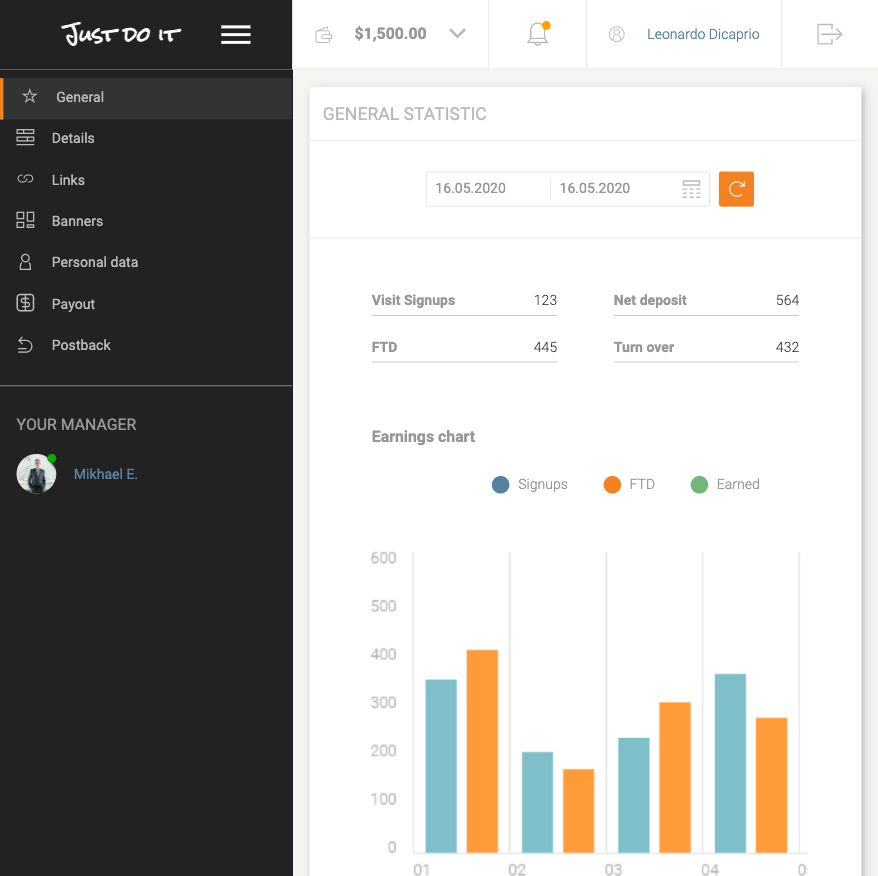 JUST DO IT
$1,500.00
Leonardo Dicaprio
General
Details
Links
Banners
Personal data
Payout
Postback
YOUR MANAGER
Mikhael E.
GENERAL STATISTIC
16.05.2020 16.05.2020
Visit Signups 123 Net deposit 564
FTD 445 Turn over 432
Earnings chart
Signups FTD Earned
600
500
400
300
200
100
0
01 02 03 04